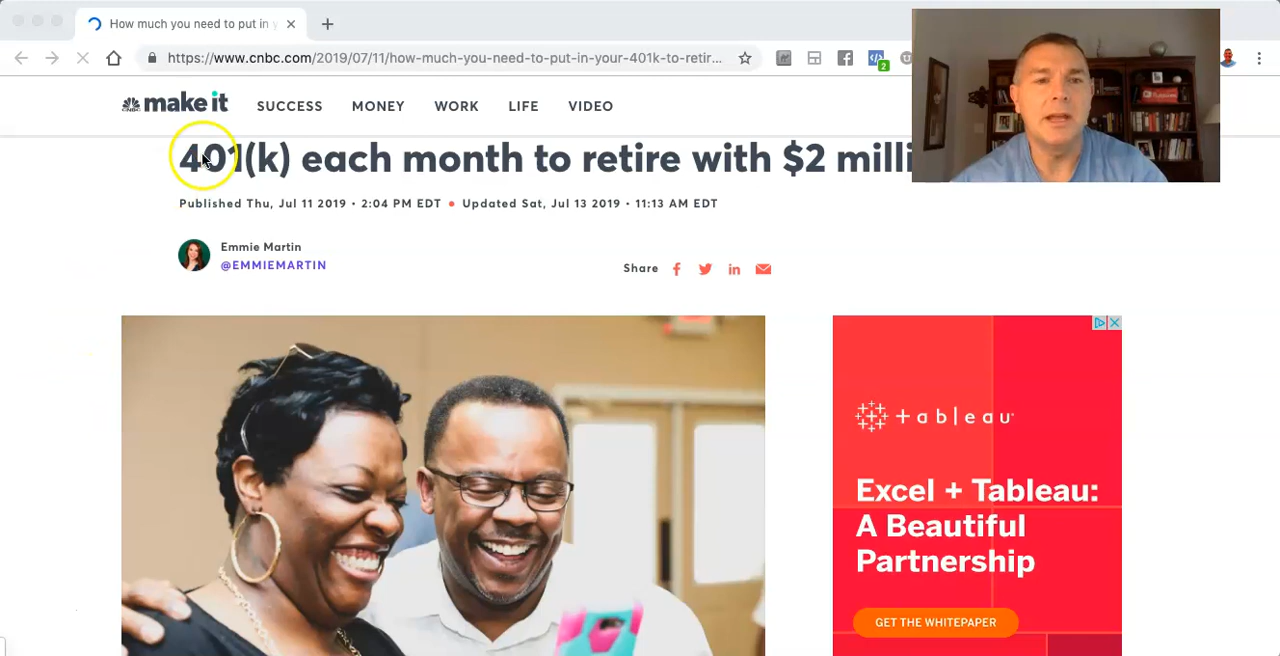 How much you need to put in y
https://www.cnbc.com/2019/07/11/how-much-you-need-to-put-in-your-401k-to-retir...
2
make it
SUCCESS
MONEY
WORK
LIFE
VIDEO
401(k) each month to retire with $2 milli
Published Thu, Jul 11 2019 • 2:04 PM EDT • Updated Sat, Jul 13 2019 • 11:13 AM EDT
Emmie Martin
@EMMIEMARTIN
Share
+ableau
Excel + Tableau:
A Beautiful
Partnership
GET THE WHITEPAPER